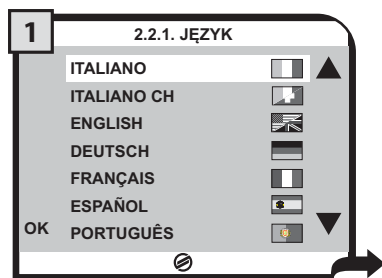 1
2.2.1. JĘZYK
ITALIANO
ITALIANO CH
ENGLISH
DEUTSCH
FRANÇAIS
ESPAÑOL
OK PORTUGUÊS